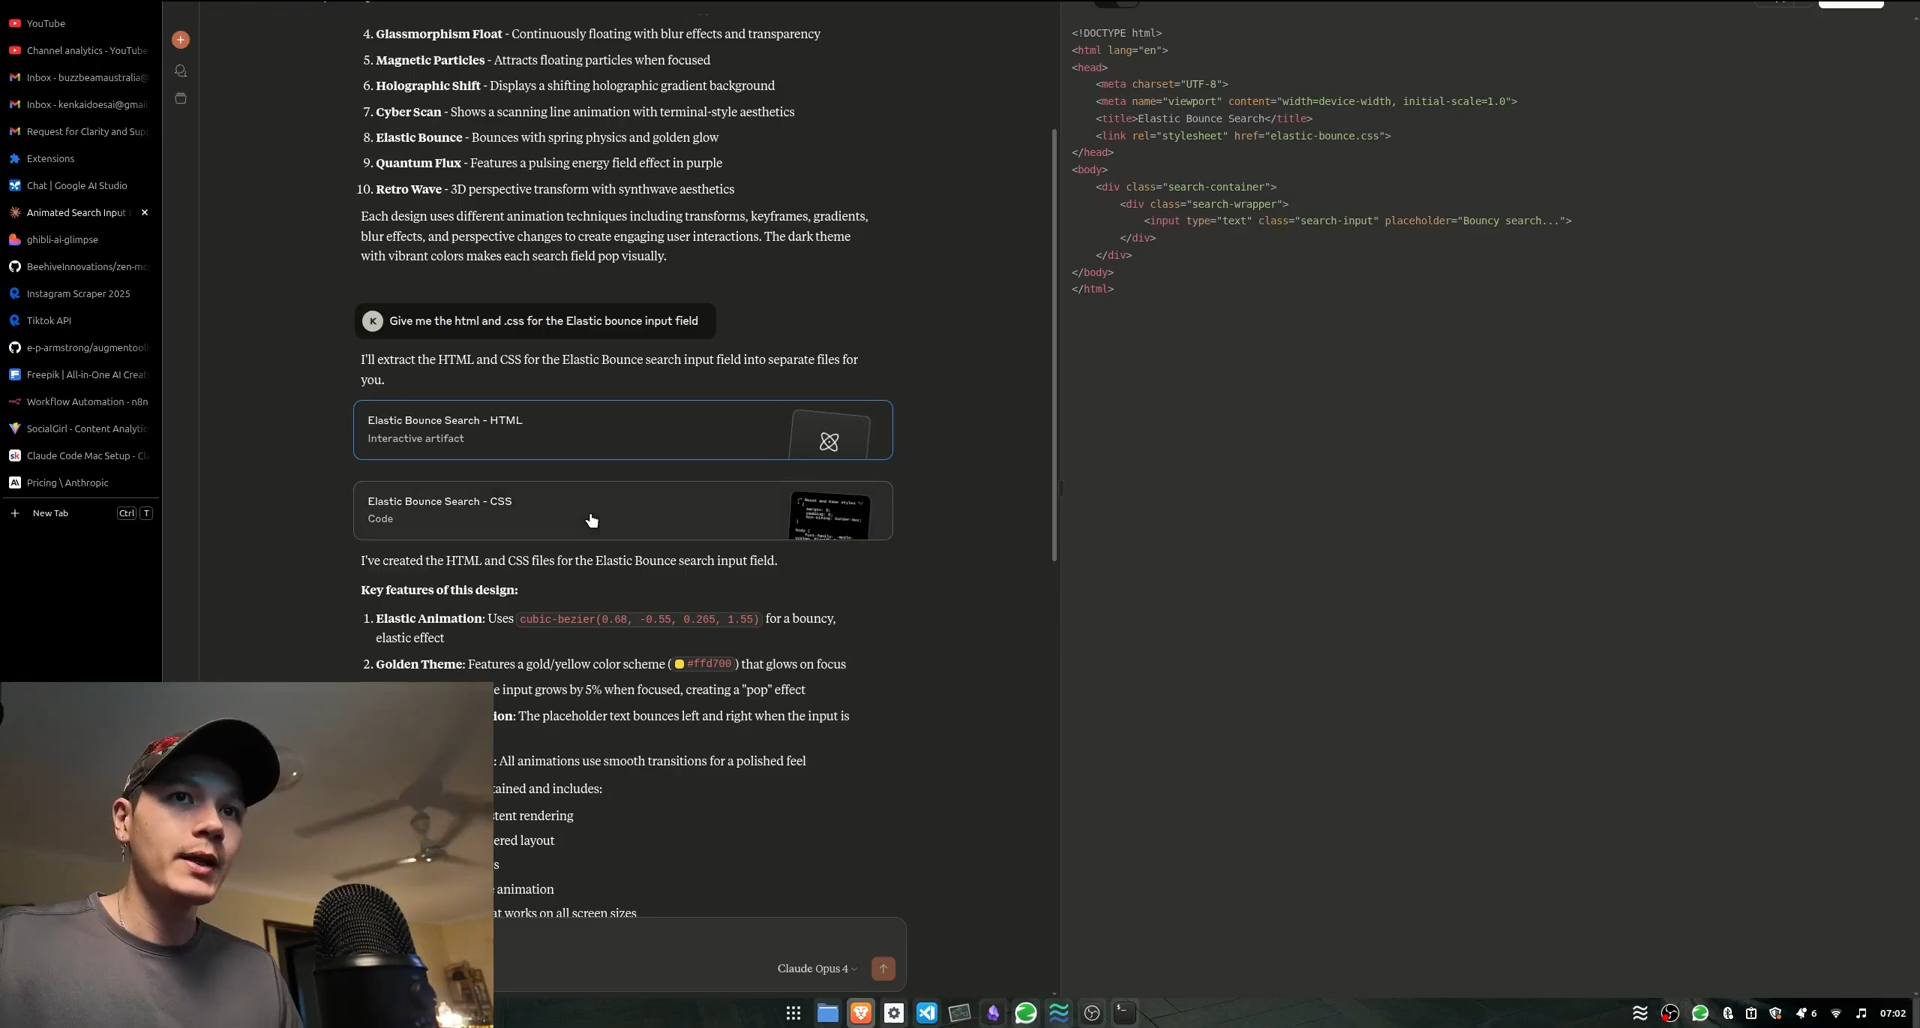 YouTube
Channel analytics - YouTube
Inbox - buzzbeamaustralia@
Inbox - kenkaidoesai@gmail.
Request for Clarity and Sup
Extensions
Chat | Google AI Studio
Animated Search Input
ghibli-ai-glimpse
BeehiveInnovations/zen-mc
Instagram Scraper 2025
Tiktok API
e-p-armstrong/augmentool
Freepik | All-in-One AI Creat
Workflow Automation - n8n
SocialGirl - Content Analytic
Claude Code Mac Setup - Cl
Pricing \ Anthropic
New Tab Ctrl T
4. Glassmorphism Float - Continuously floating with blur effects and transparency
5. Magnetic Particles - Attracts floating particles when focused
6. Holographic Shift - Displays a shifting holographic gradient background
7. Cyber Scan - Shows a scanning line animation with terminal-style aesthetics
8. Elastic Bounce - Bounces with spring physics and golden glow
9. Quantum Flux - Features a pulsing energy field effect in purple
10. Retro Wave - 3D perspective transform with synthwave aesthetics
Each design uses different animation techniques including transforms, keyframes, gradients,
blur effects, and perspective changes to create engaging user interactions. The dark theme
with vibrant colors makes each search field pop visually.
K Give me the html and .css for the Elastic bounce input field
I'll extract the HTML and CSS for the Elastic Bounce search input field into separate files for
you.
Elastic Bounce Search - HTML
Interactive artifact
Elastic Bounce Search - CSS
Code
I've created the HTML and CSS files for the Elastic Bounce search input field.
Key features of this design:
1. Elastic Animation: Uses cubic-bezier(0.68, -0.55, 0.265, 1.55) for a bouncy,
elastic effect
2. Golden Theme: Features a gold/yellow color scheme ( #ffd700 ) that glows on focus
e input grows by 5% when focused, creating a "pop" effect
ion: The placeholder text bounces left and right when the input is
: All animations use smooth transitions for a polished feel
tained and includes:
stent rendering
ered layout
s
e animation
at works on all screen sizes
Claude Opus 4
<!DOCTYPE html>
<html lang="en">
<head>
<meta charset="UTF-8">
<meta name="viewport" content="width=device-width, initial-scale=1.0">
<title>Elastic Bounce Search</title>
<link rel="stylesheet" href="elastic-bounce.css">
</head>
<body>
<div class="search-container">
<div class="search-wrapper">
<input type="text" class="search-input" placeholder="Bouncy search...">
</div>
</div>
</body>
</html>
6
07:02